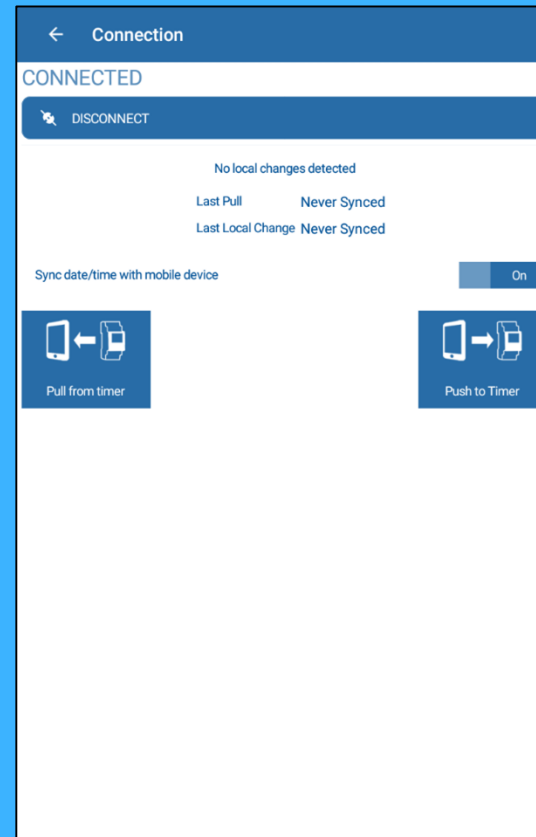 Connection
CONNECTED
DISCONNECT
No local changes detected
Last Pull Never Synced
Last Local Change Never Synced
Sync date/time with mobile device On
Pull from timer Push to Timer